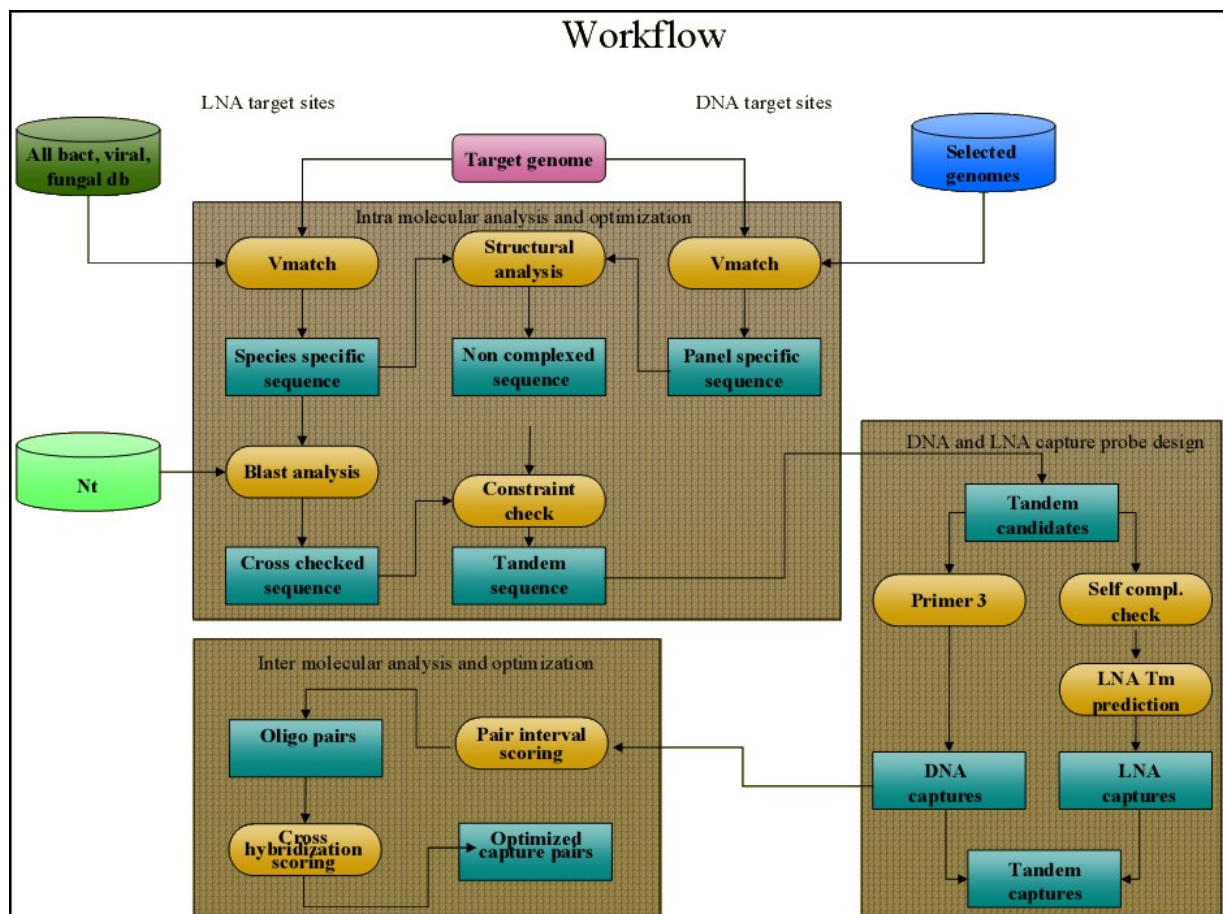 Workflow
LNA target sites
DNA target sites
All bact, viral,
fungal db
Target genome
Selected
genomes
Intra molecular analysis and optimization
Vmatch
Structural
analysis
Vmatch
Species specific
sequence
Non complexed
sequence
Panel specific
sequence
Nt
Blast analysis
Constraint
check
Cross checked
sequence
Tandem
sequence
DNA and LNA capture probe design
Tandem
candidates
Primer 3
Self compl.
check
LNA Tm
prediction
DNA
captures
LNA
captures
Tandem
captures
Inter molecular analysis and optimization
Oligo pairs
Pair interval
scoring
Cross
hybridization
scoring
Optimized
capture pairs